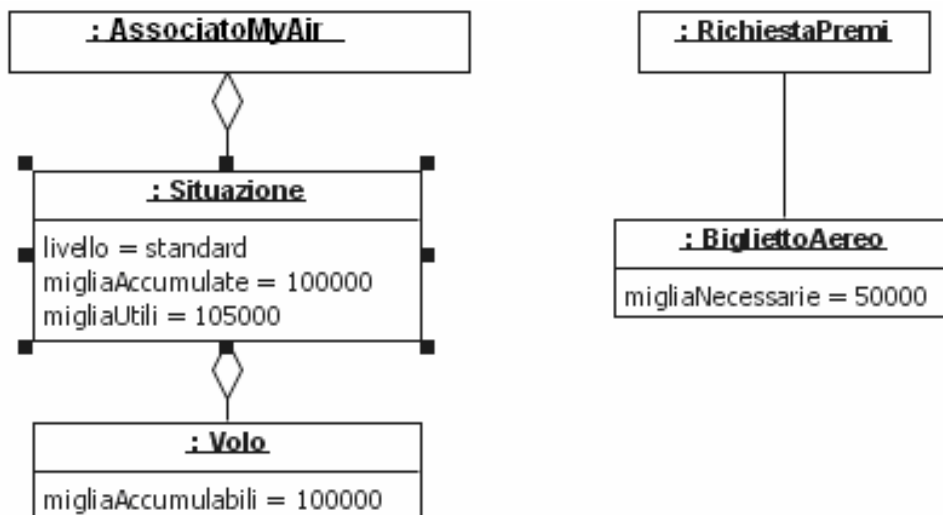 : AssociatoMyAir
: RichiestaPremi
: Situazione
livello = standard
migliaAccumulate = 100000
migliaUtili = 105000
: BigliettoAereo
migliaNecessarie = 50000
: Volo
migliaAccumulabili = 100000